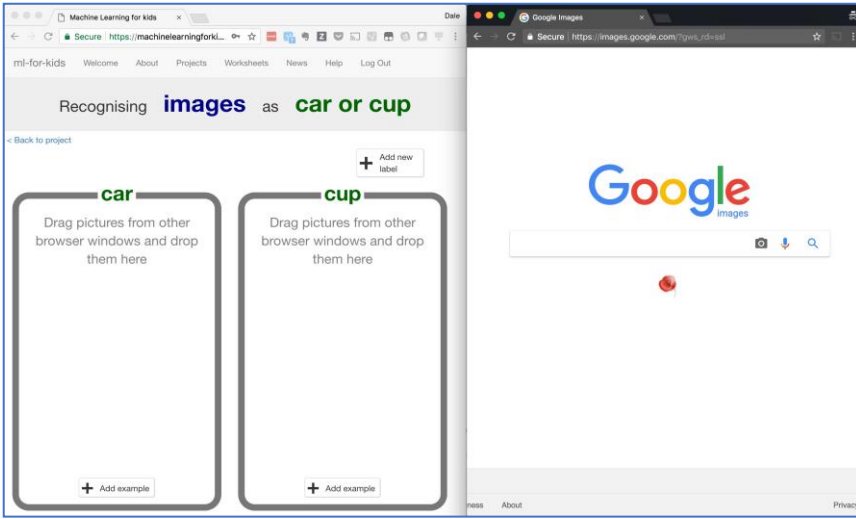 Machine Learning for kids
Dale
Secure https://machinelearningforki...
ml-for-kids Welcome About Projects Worksheets News Help Log Out
Recognising images as car or cup
< Back to project
Add new
label
car
Drag pictures from other
browser windows and drop
them here
Add example
cup
Drag pictures from other
browser windows and drop
them here
Add example
Google Images
Secure https://images.google.com/?gws_rd=ssl
Google
images
ness About Privacy